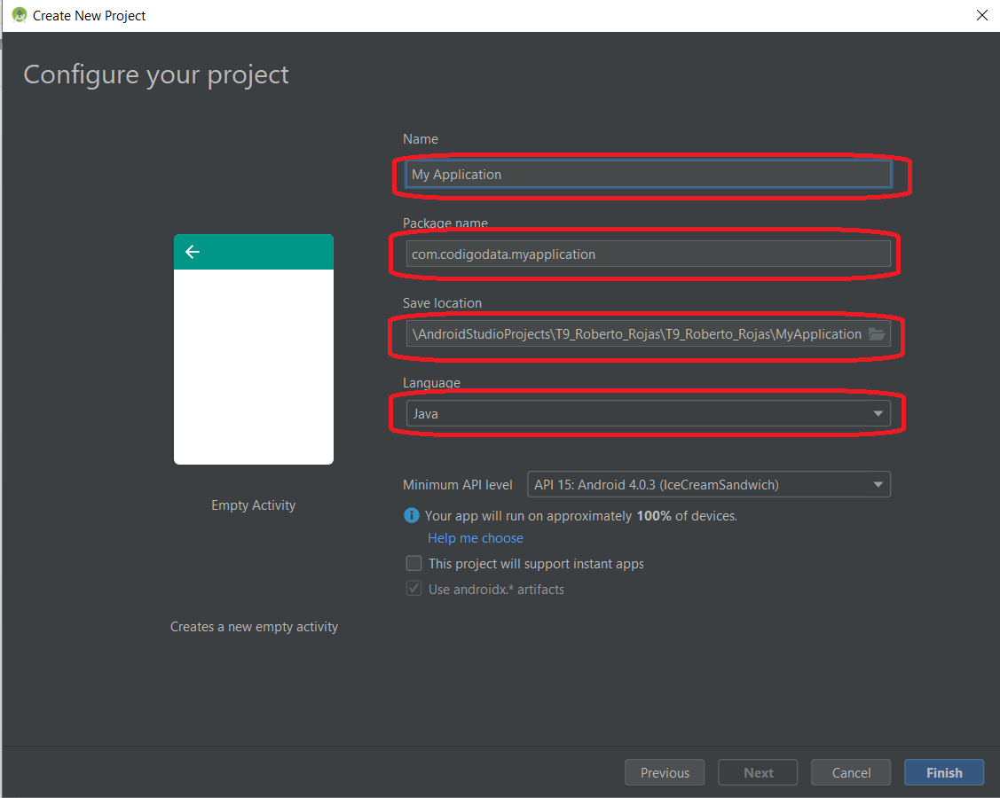 Create New Project
Configure your project
Name
My Application
Package name
com.codigodata.myapplication
Save location
\AndroidStudioProjects\T9_Roberto_Rojas\T9_Roberto_Rojas\MyApplication
Language
Java
Minimum API level API 15: Android 4.0.3 (IceCreamSandwich)
Your app will run on approximately 100% of devices.
Help me choose
This project will support instant apps
Use androidx.* artifacts
Empty Activity
Creates a new empty activity
Previous Next Cancel Finish